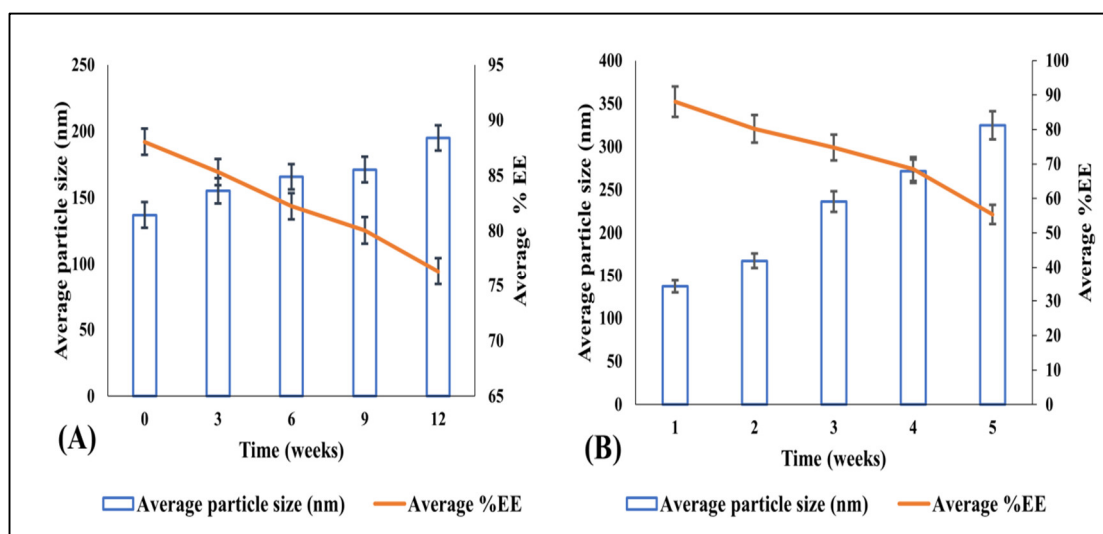 Average particle size (nm)
250
200
150
100
50
0
95
90
85
80
75
70
65
Average % EE
0 3 6 9 12
(A)
Time (weeks)
Average particle size (nm) Average %EE
Average particle size (nm)
400
350
300
250
200
150
100
50
0
100
90
80
70
60
50
40
30
20
10
0
Average %EE
1 2 3 4 5
(B)
Time (weeks)
Average particle size (nm) Average %EE